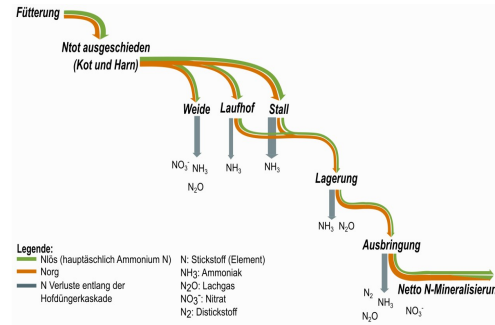 Fütterung
Ntot ausgeschieden
(Kot und Harn)
Weide Laufhof Stall
NO3- NH3 NH3 NH3
N2O
Lagerung
NH3 N2O
Ausbringung
N2 NH3
N2O NO3-
Netto N-Mineralisierun
Legende:
Nlös (hauptäschlich Ammonium N)
Norg
N Verluste entlang der
Hofdüngerkaskade
N: Stickstoff (Element)
NH3: Ammoniak
N2O: Lachgas
NO3-: Nitrat
N2: Distickstoff